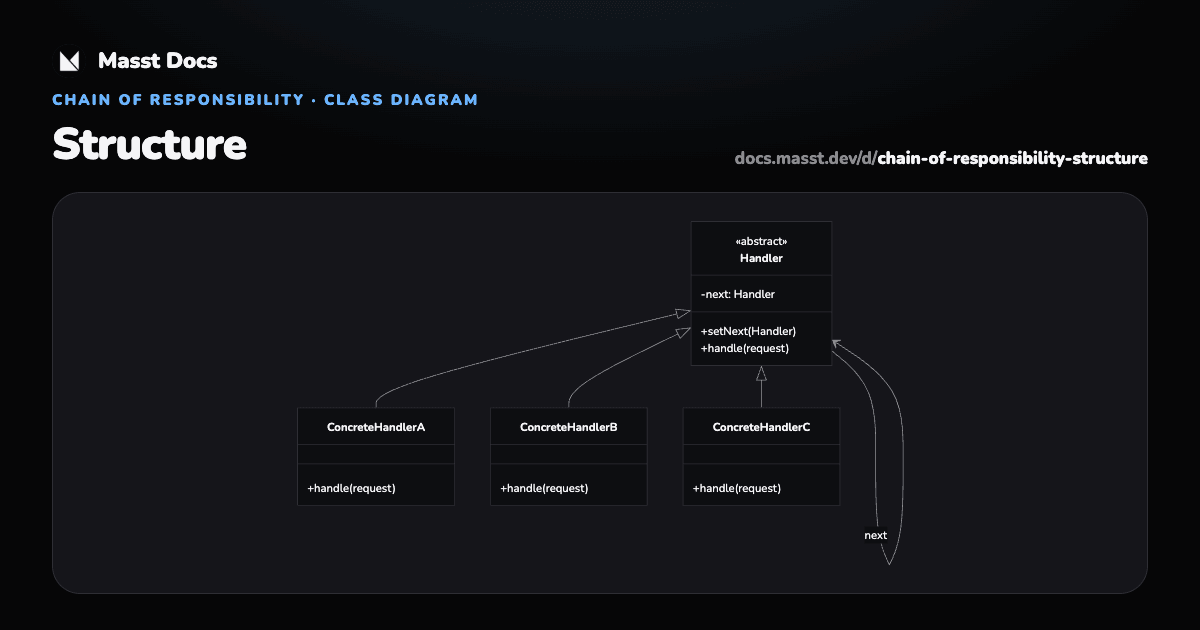 Masst Docs
CHAIN OF RESPONSIBILITY · CLASS DIAGRAM
Structure
docs.masst.dev/d/chain-of-responsibility-structure
«abstract»
Handler
-next: Handler
+setNext(Handler)
+handle(request)
ConcreteHandlerA
+handle(request)
ConcreteHandlerB
+handle(request)
ConcreteHandlerC
+handle(request)
next